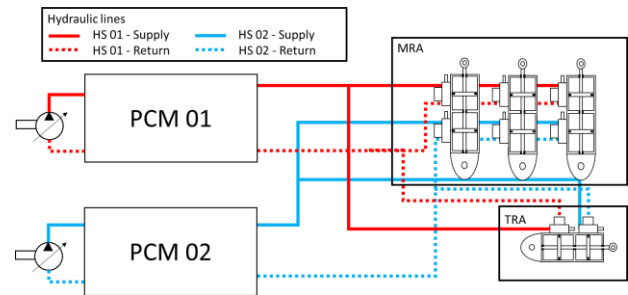 Hydraulic lines
HS 01 - Supply HS 02 - Supply
HS 01 - Return HS 02 - Return
MRA
PCM 01
PCM 02
TRA